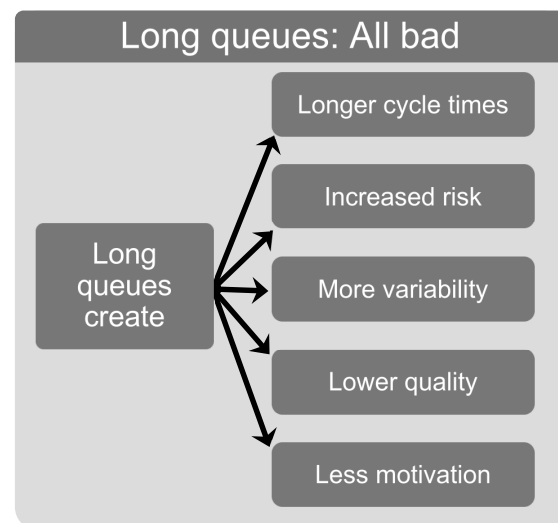 Long queues: All bad
Longer cycle times
Increased risk
Long
queues
create
More variability
Lower quality
Less motivation